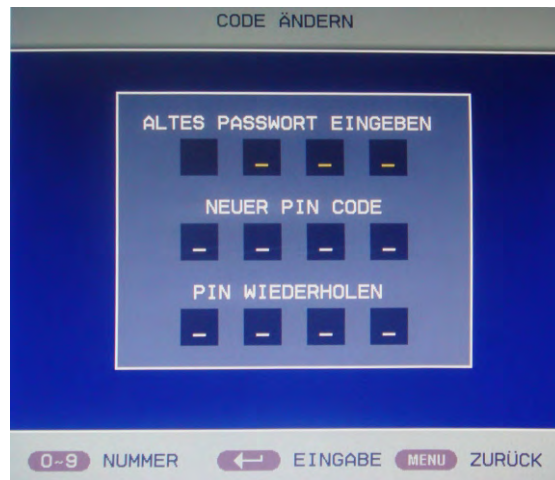 CODE ÄNDERN
ALTES PASSWORT EINGEBEN
_ _ _
NEUER PIN CODE
_ _ _ _
PIN WIEDERHOLEN
_ _ _ _
0~9 NUMMER EINGABE MENU ZURÜCK